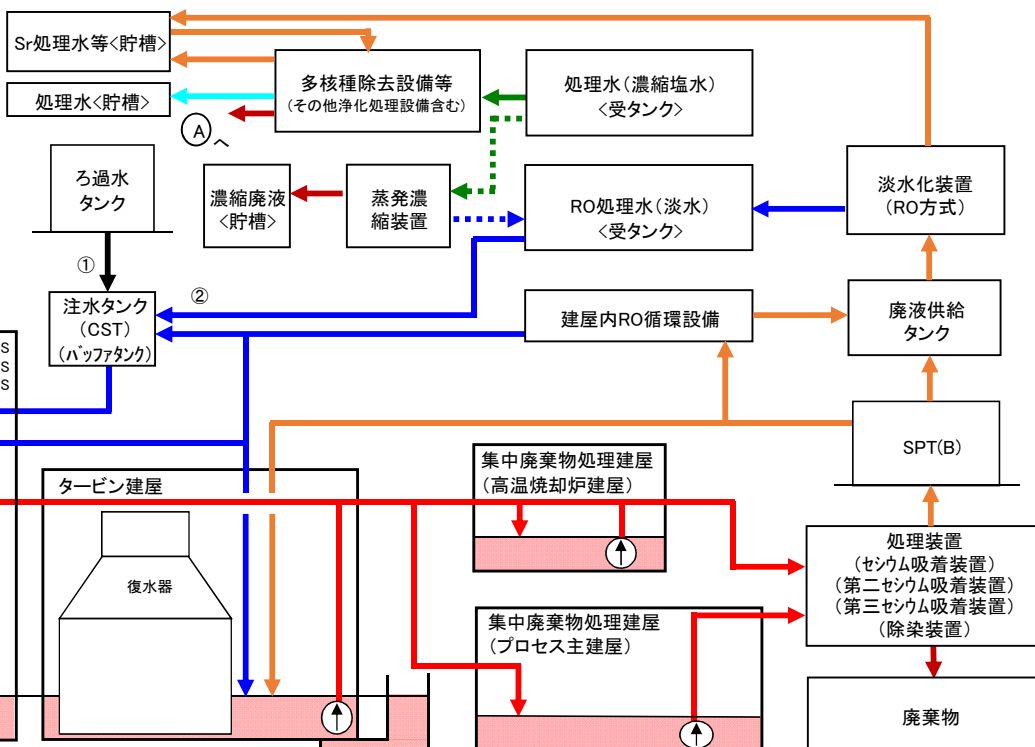 Sr処理水等<貯槽>
処理水<貯槽>
多核種除去設備等
(その他浄化処理設備含む)
処理水(濃縮塩水)
<受タンク>
A
へ
ろ過水
タンク
濃縮廃液
<貯槽>
蒸発濃
縮装置
RO処理水(淡水)
<受タンク>
淡水化装置
(RO方式)
①
②
注水タンク
(CST)
(バッファタンク)
建屋内RO循環設備
廃液供給
タンク
S
S
S
SPT(B)
タービン建屋
復水器
集中廃棄物処理建屋
(高温焼却炉建屋)
処理装置
(セシウム吸着装置)
(第二セシウム吸着装置)
(第三セシウム吸着装置)
(除染装置)
集中廃棄物処理建屋
(プロセス主建屋)
廃棄物